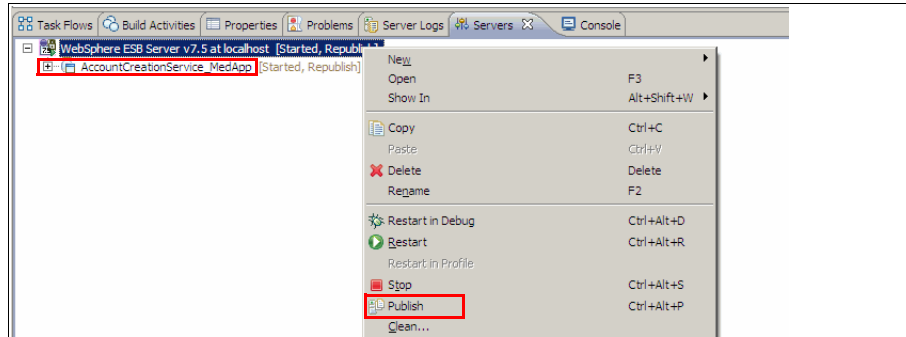 Task Flows Build Activities Properties Problems Server Logs Servers Console
WebSphere ESB Server v7.5 at localhost [Started, Republish]
AccountCreationService_MedApp [Started, Republish]
New
Open F3
Show In Alt+Shift+W
Copy Ctrl+C
Paste Ctrl+V
Delete Delete
Rename F2
Restart in Debug Ctrl+Alt+D
Restart Ctrl+Alt+R
Restart in Profile
Stop Ctrl+Alt+S
Publish Ctrl+Alt+P
Clean...